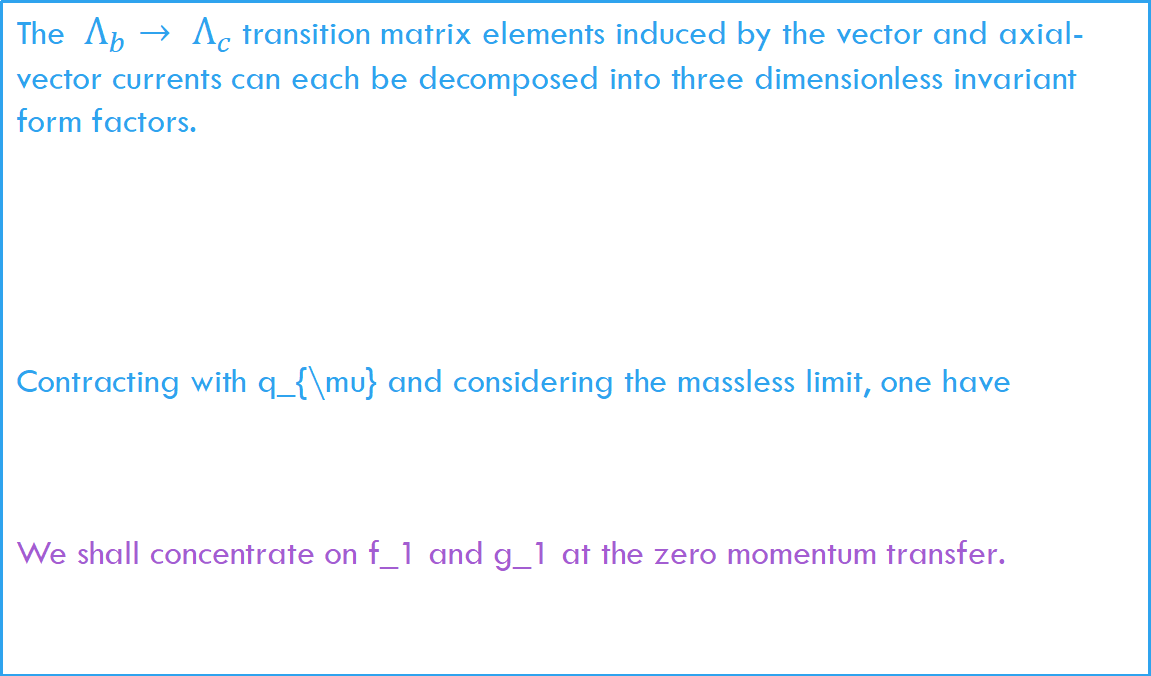 The Λ_b → Λ_c transition matrix elements induced by the vector and axial-
vector currents can each be decomposed into three dimensionless invariant
form factors.
Contracting with q_{\mu} and considering the massless limit, one have
We shall concentrate on f_1 and g_1 at the zero momentum transfer.